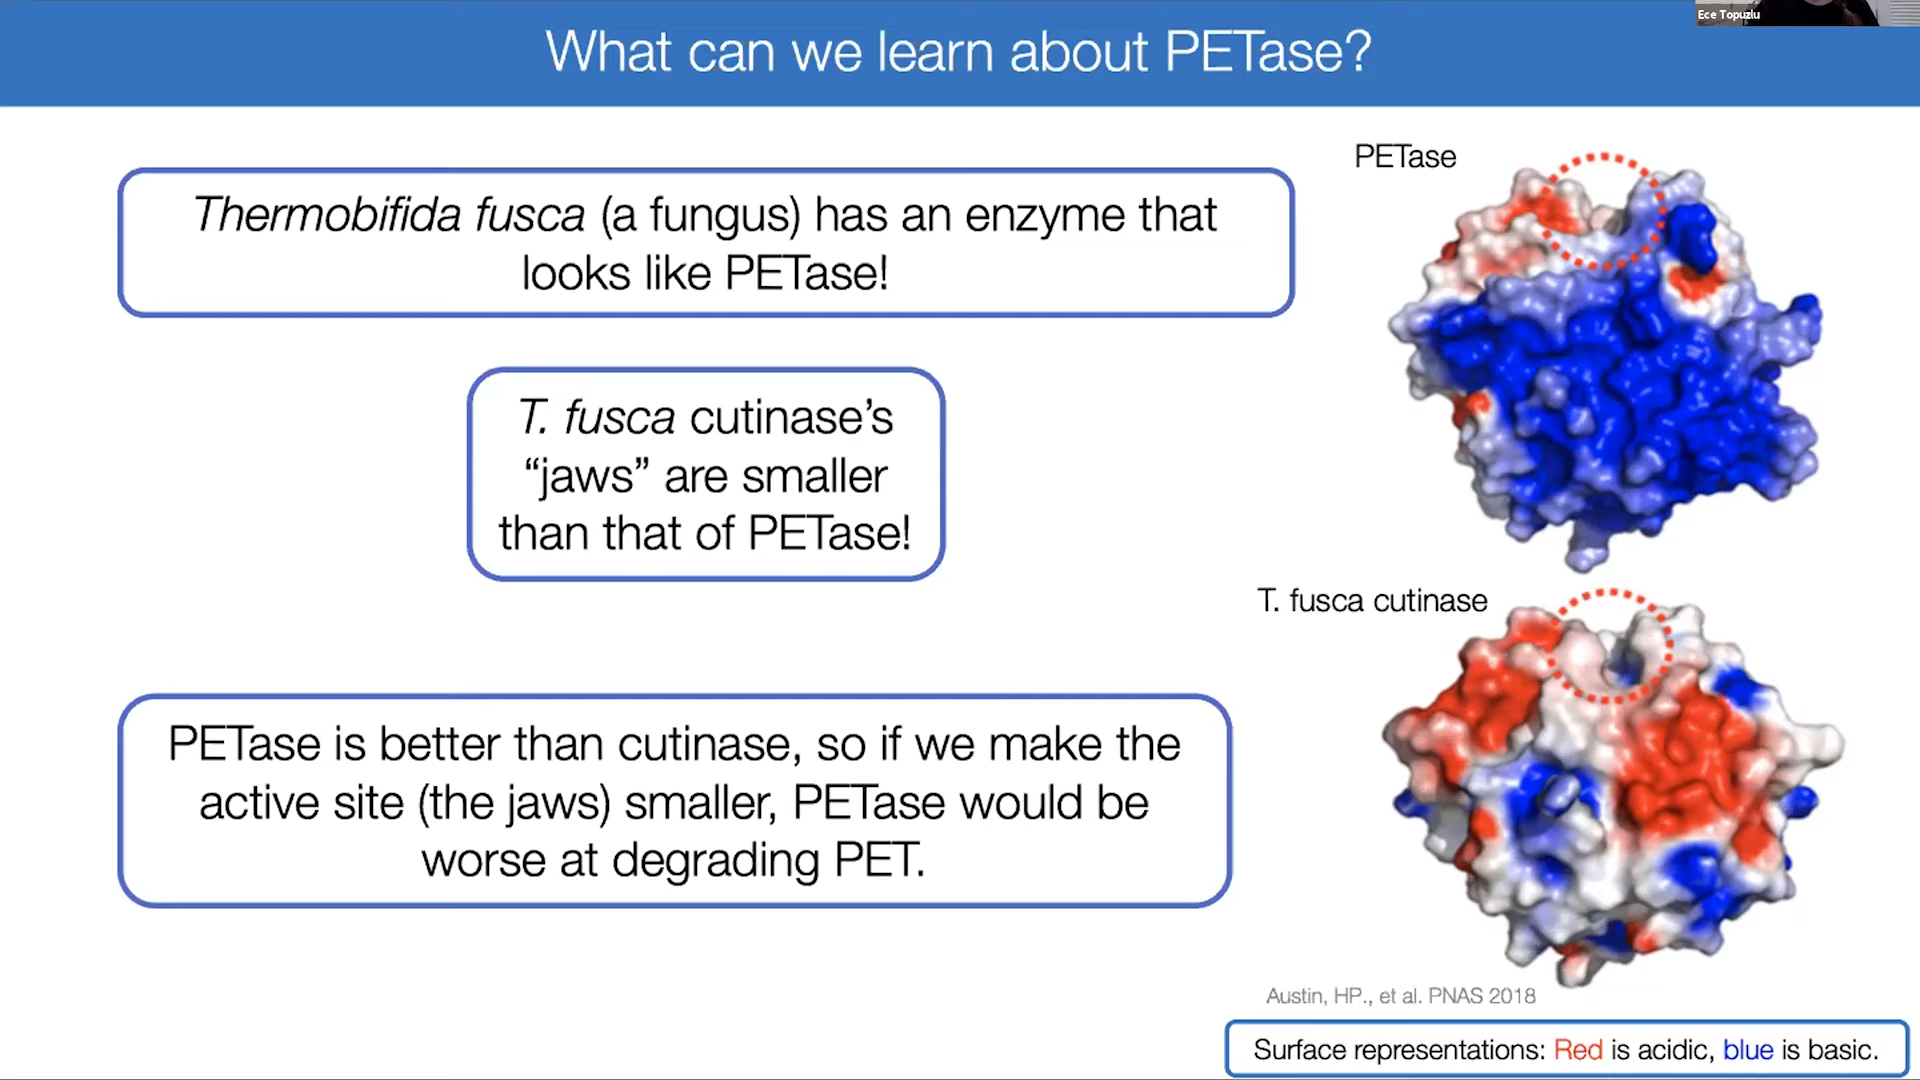 Ece Topuzlu
What can we learn about PETase?
Thermobifida fusca (a fungus) has an enzyme that
looks like PETase!
T. fusca cutinase’s
“jaws” are smaller
than that of PETase!
PETase is better than cutinase, so if we make the
active site (the jaws) smaller, PETase would be
worse at degrading PET.
PETase
T. fusca cutinase
Austin, HP., et al. PNAS 2018
Surface representations: Red is acidic, blue is basic.